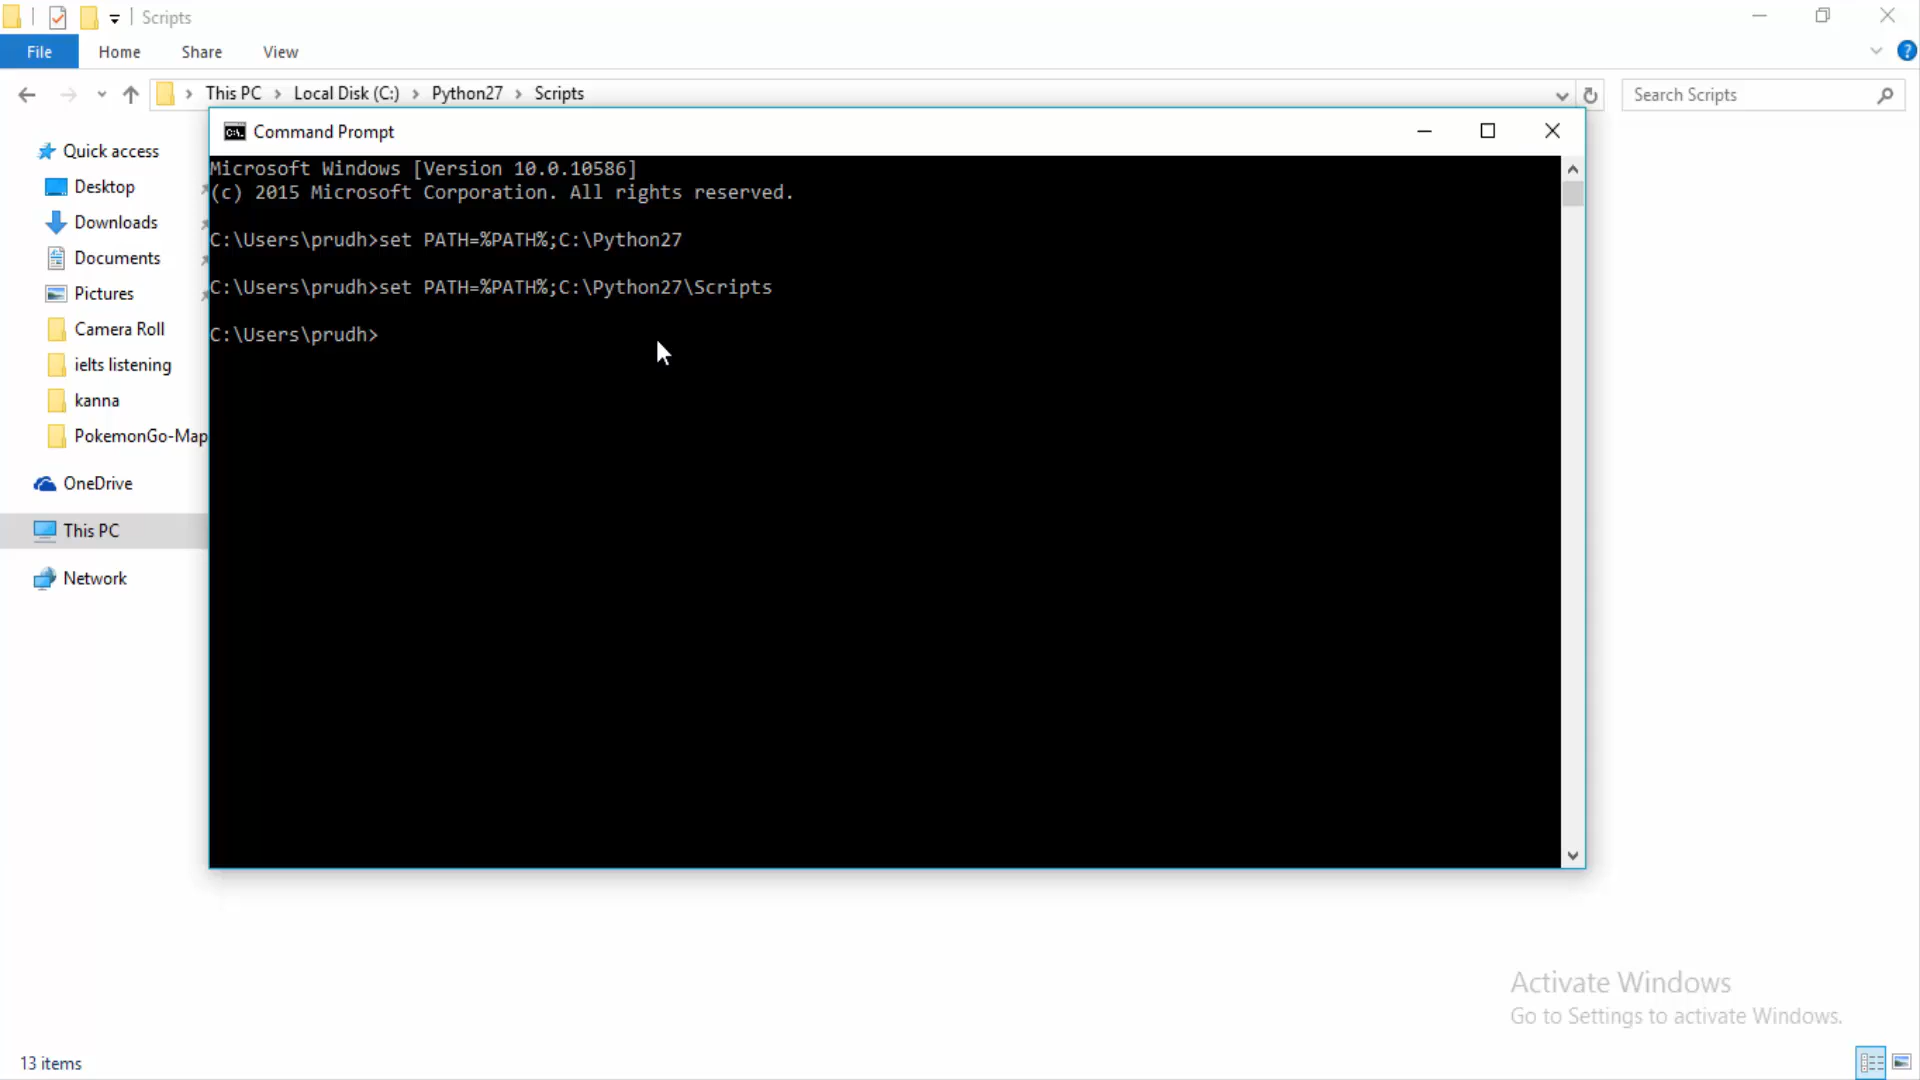 Scripts
File Home Share View
This PC > Local Disk (C:) > Python27 > Scripts
Search Scripts
Command Prompt
Microsoft Windows [Version 10.0.10586]
(c) 2015 Microsoft Corporation. All rights reserved.
C:\Users\prudh>set PATH=%PATH%;C:\Python27
C:\Users\prudh>set PATH=%PATH%;C:\Python27\Scripts
C:\Users\prudh>
Quick access
Desktop
Downloads
Documents
Pictures
Camera Roll
ielts listening
kanna
PokemonGo-Map
OneDrive
This PC
Network
Activate Windows
Go to Settings to activate Windows.
13 items